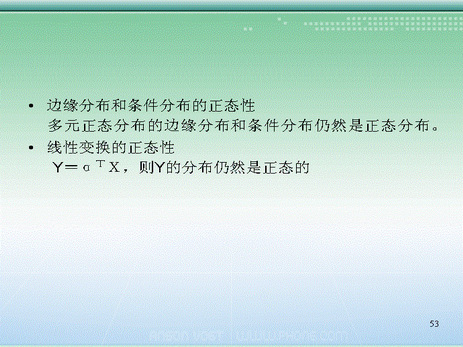 • 边缘分布和条件分布的正态性
多元正态分布的边缘分布和条件分布仍然是正态分布。
• 线性变换的正态性
Y＝α⊤X，则Y的分布仍然是正态的
53